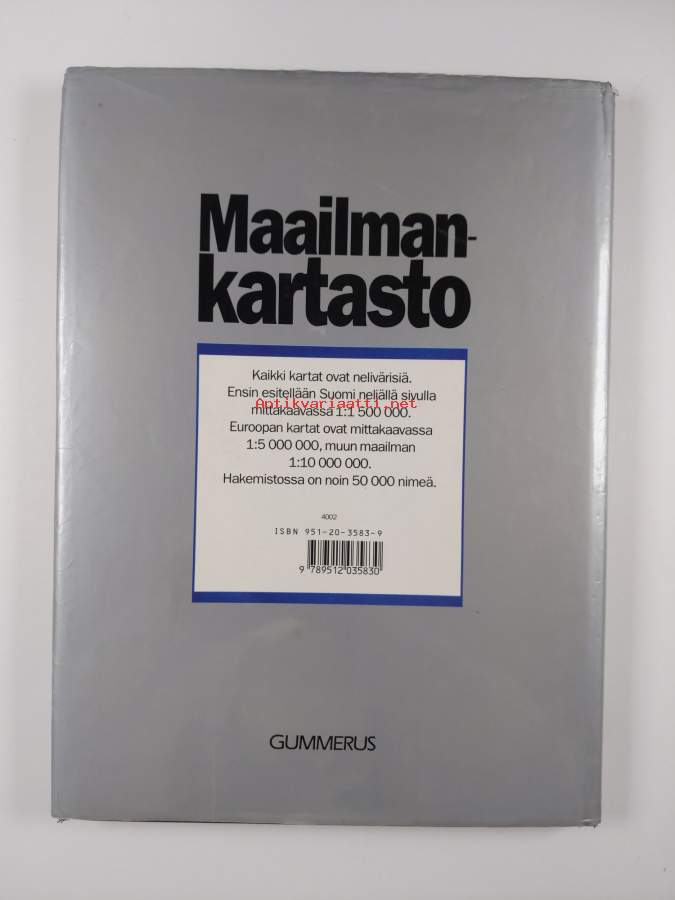 Maailman-
kartasto
Kaikki kartat ovat nelivärisiä.
Ensin esitellään Suomi neljällä sivulla
Antikvariaatti.net
mittakaavassa 1:1 500 000.
Euroopan kartat ovat mittakaavassa
1:5 000 000, muun maailman
1:10 000 000.
Hakemistossa on noin 50 000 nimeä.
4002
ISBN 951-20-3583-9
9 789512 035830
GUMMERUS